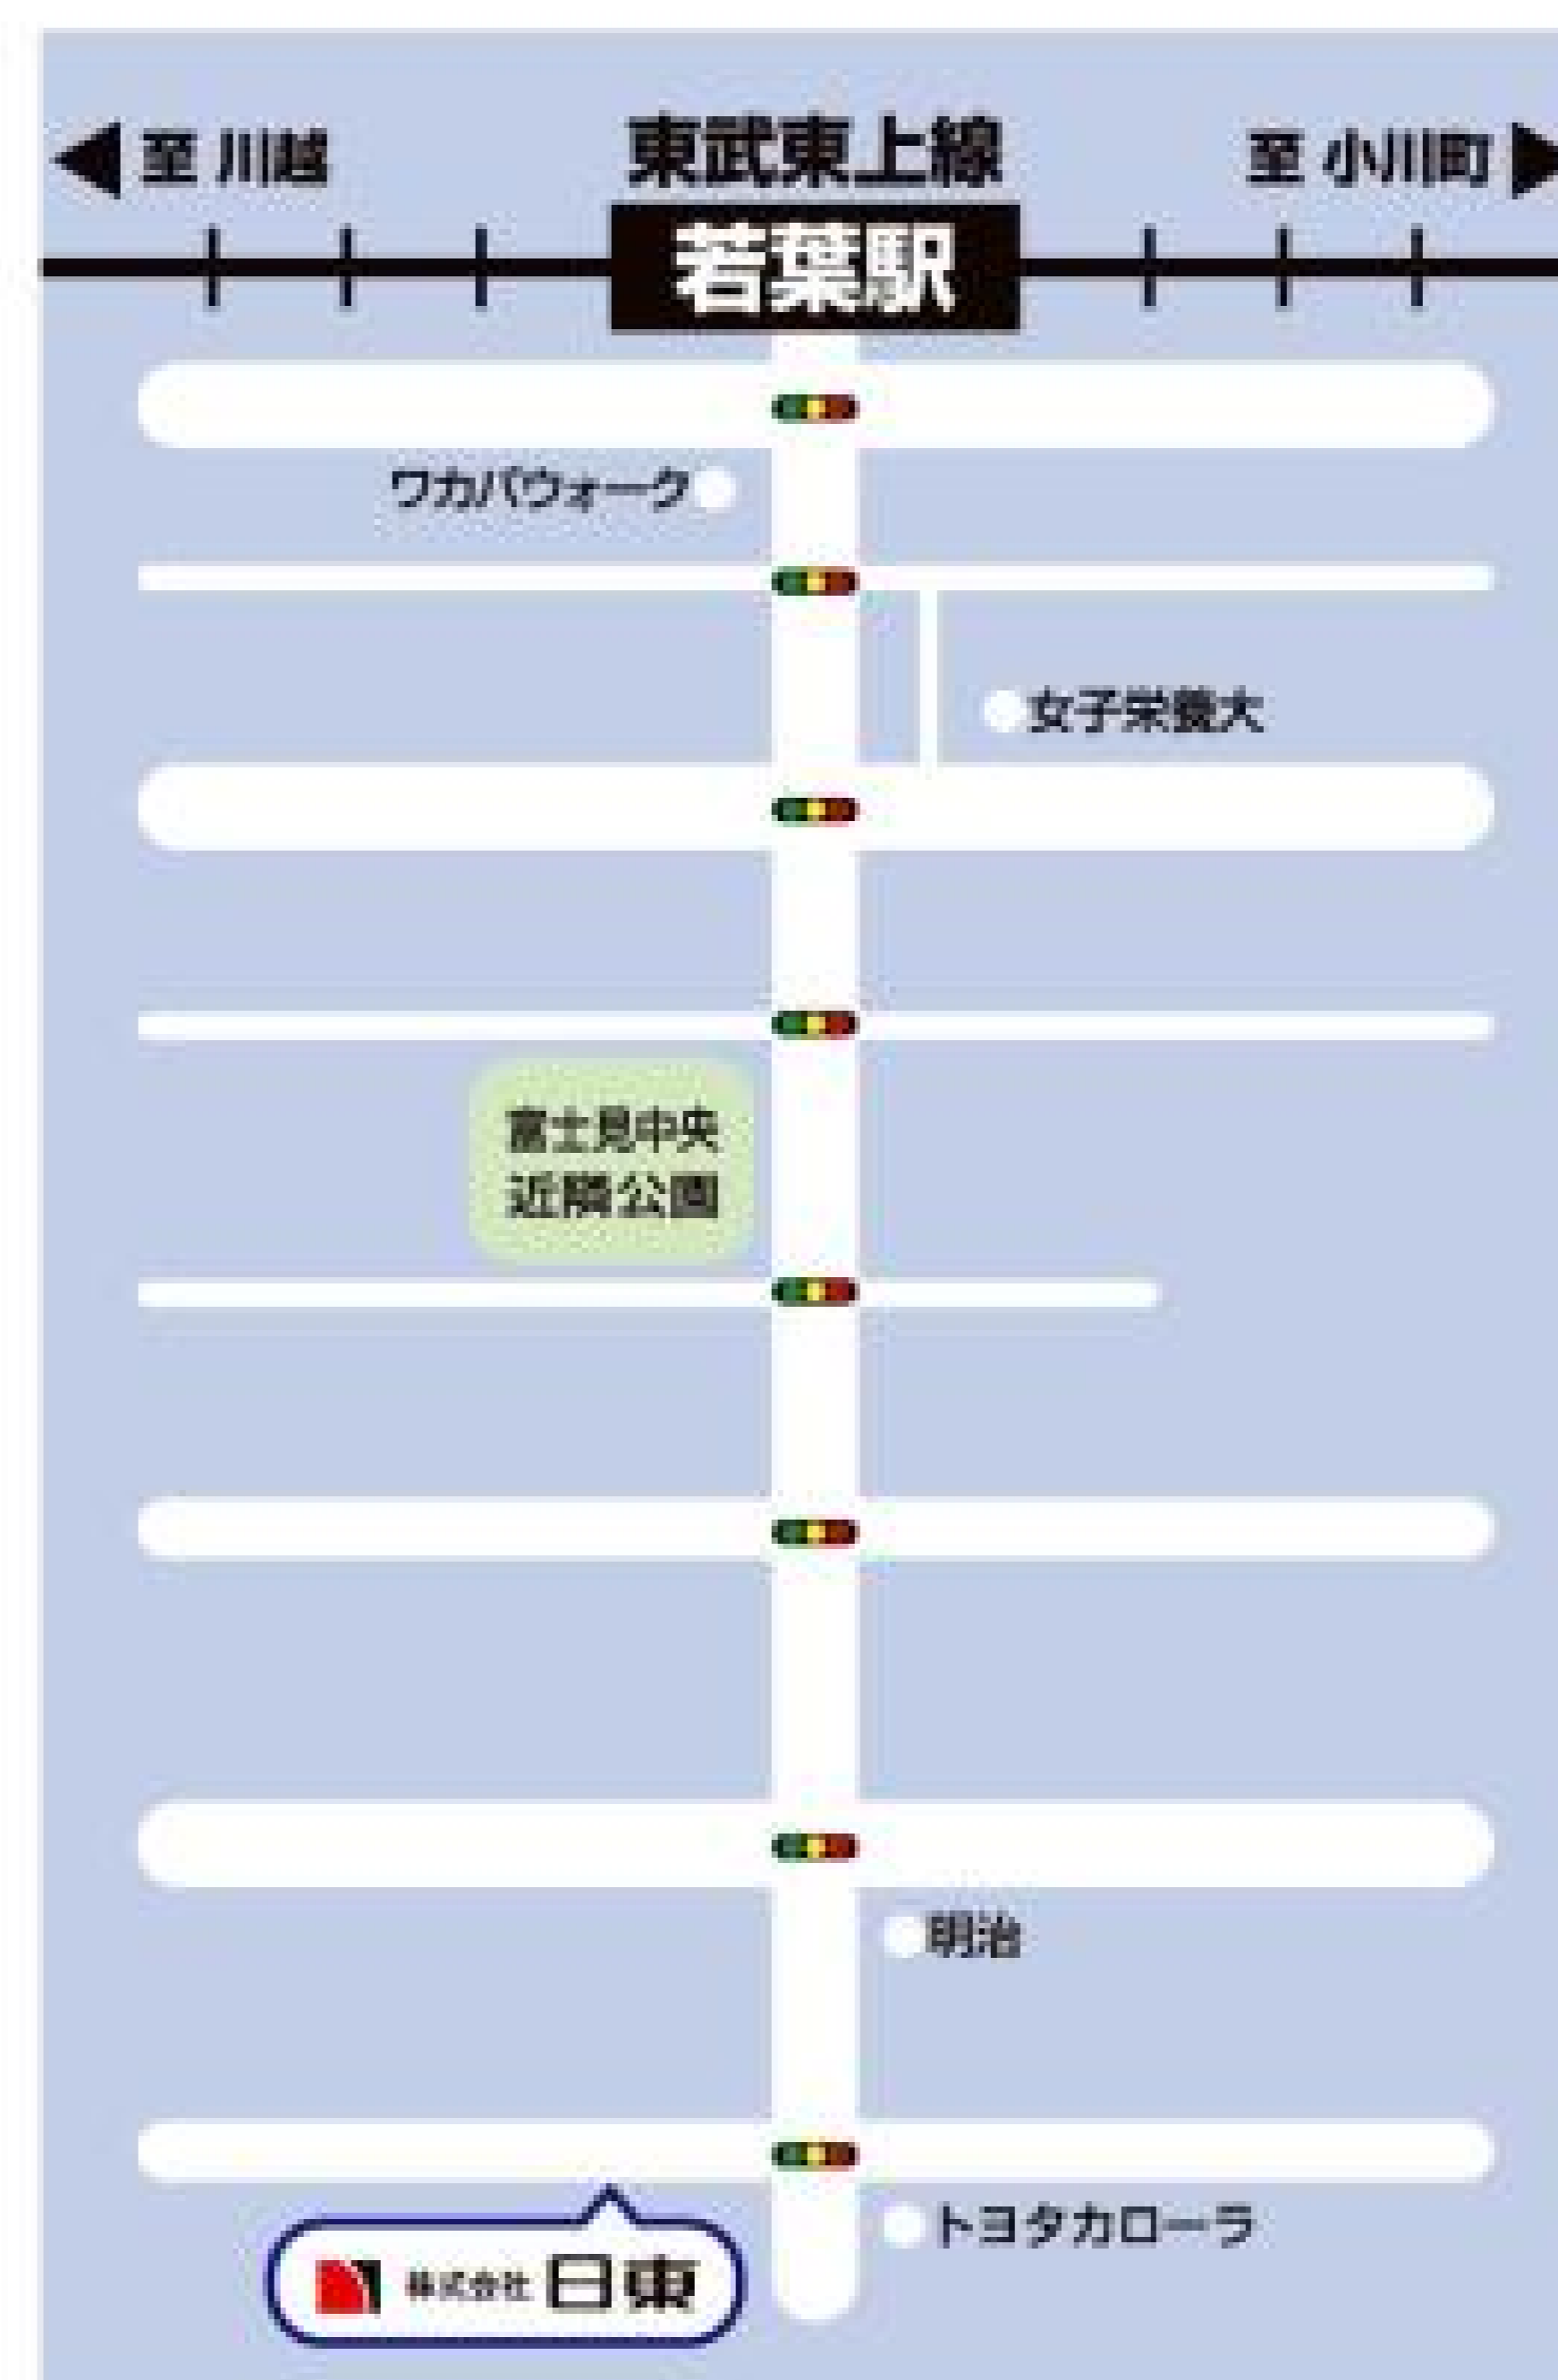 至 川越
東武東上線
至 小川町
若葉駅
ワカバウォーク
女子栄養大
富士見中央
近隣公園
明治
トヨタカローラ
株式会社 日東